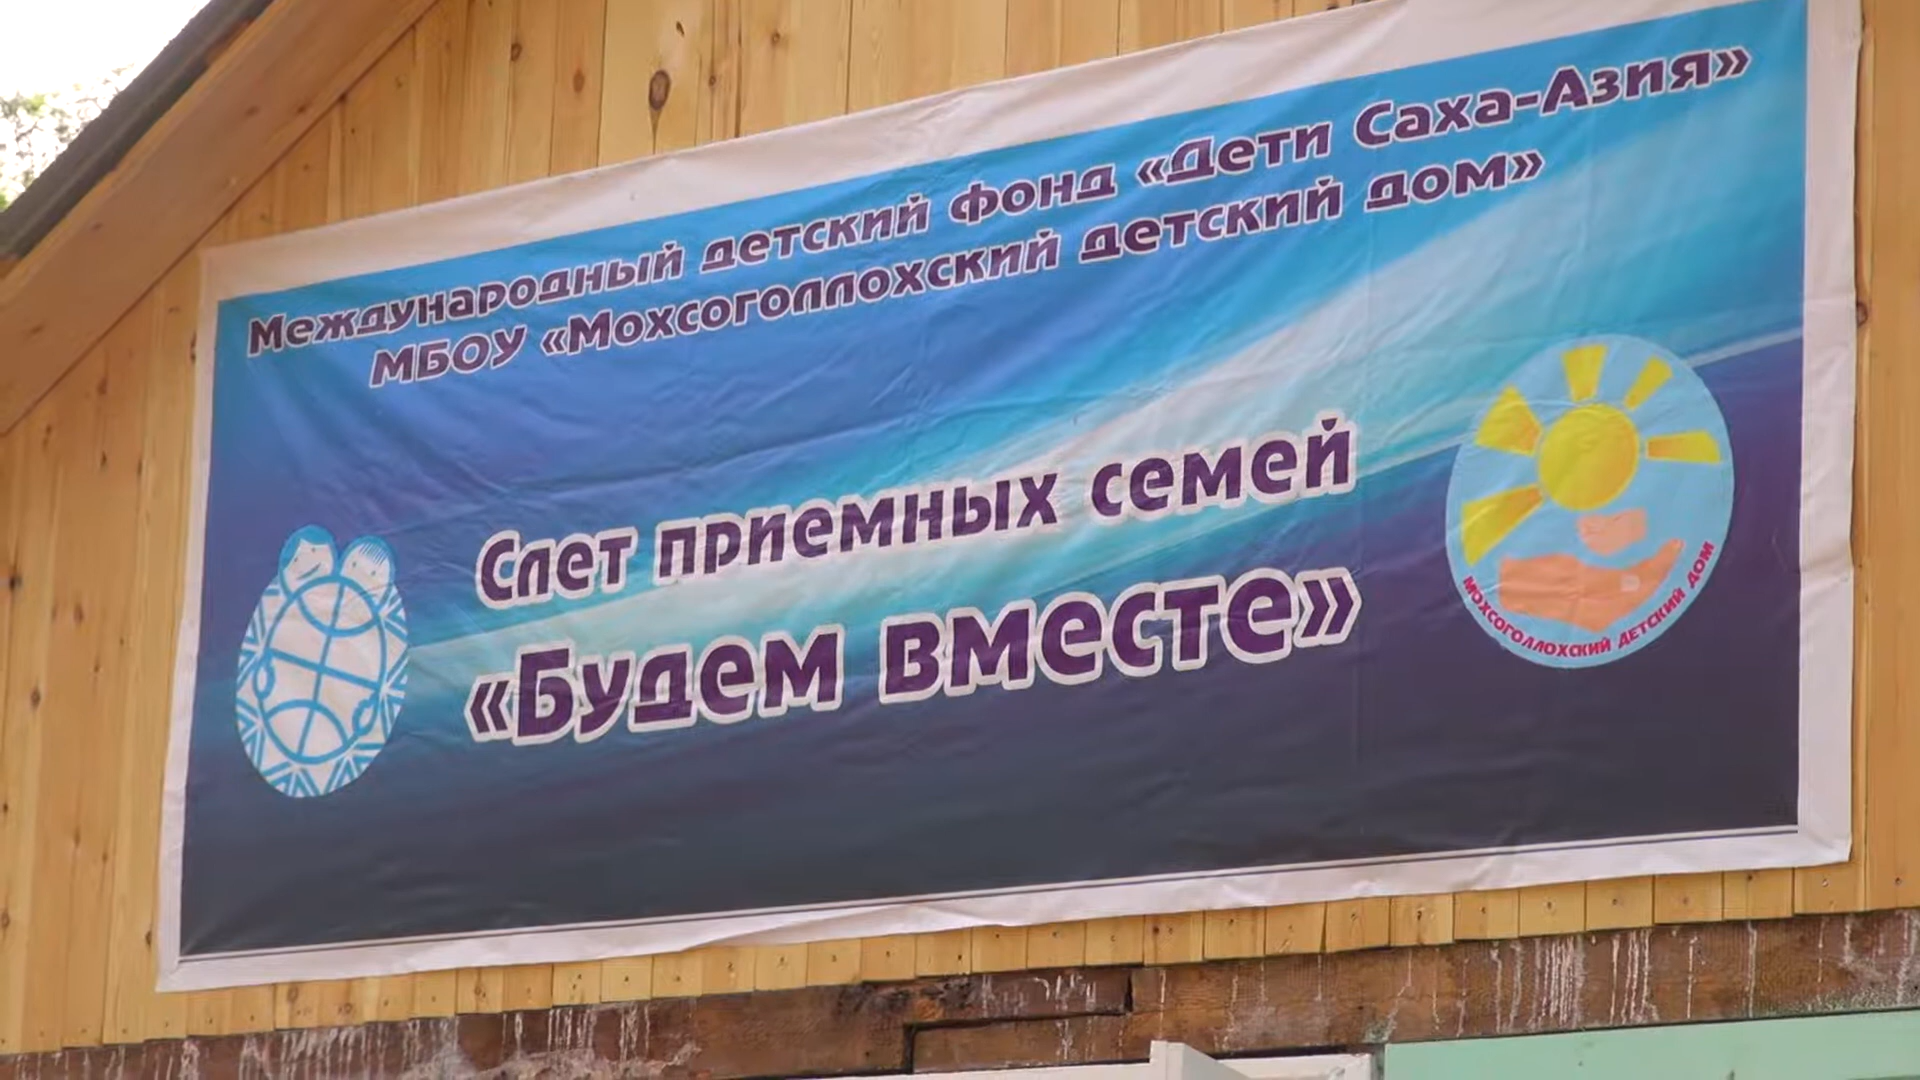 Международный детский фонд «Дети Саха-Азия»
МБОУ «Мохсоголлохский детский дом»
Слет приемных семей
«Будем вместе»
МОХСОГОЛЛОХСКИЙ ДЕТСКИЙ ДОМ